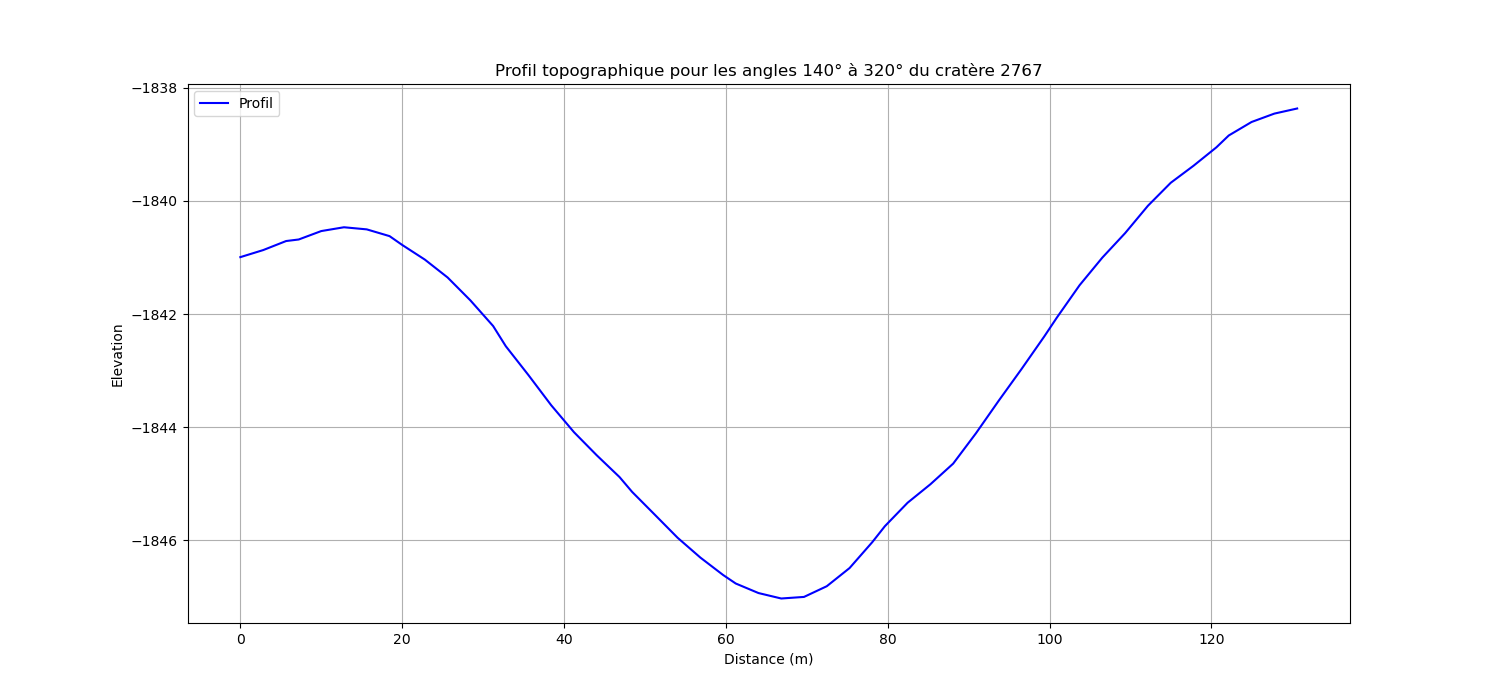 Profil topographique pour les angles 140° à 320° du cratère 2767
Profil
−1838
−1840
−1842
−1844
−1846
Elevation
0 20 40 60 80 100 120
Distance (m)